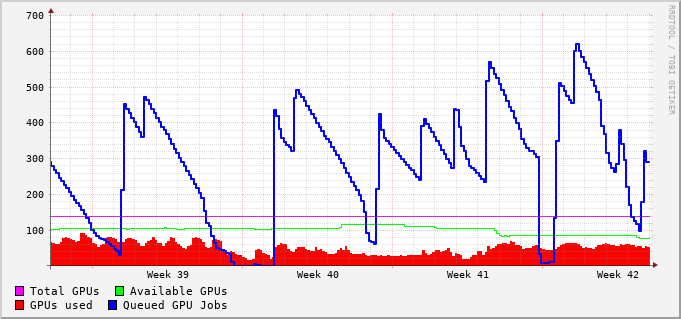 700
600
500
400
300
200
100
Week 39 Week 40 Week 41 Week 42
Total GPUs Available GPUs
GPUs used Queued GPU Jobs
RRDTOOL / TOBI OETIKER